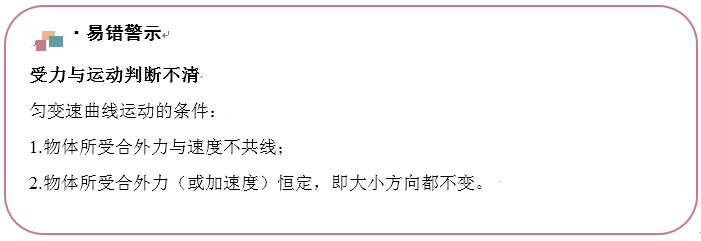 ·易错警示
受力与运动判断不清
匀变速曲线运动的条件：
1.物体所受合外力与速度不共线；
2.物体所受合外力（或加速度）恒定，即大小方向都不变。